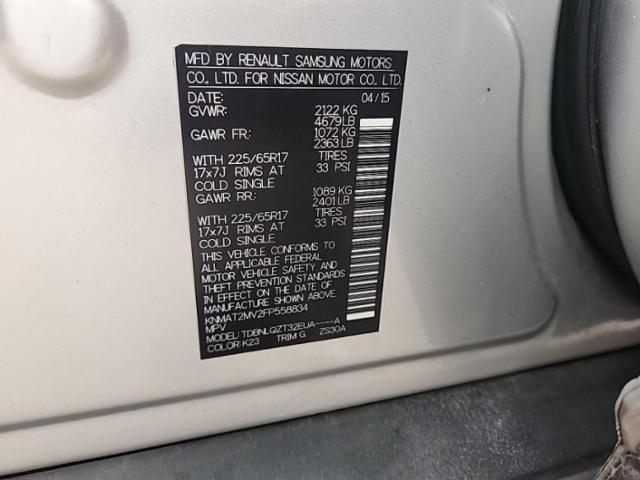 MFD BY RENAULT SAMSUNG MOTORS
CO., LTD. FOR NISSAN MOTOR CO., LTD.
DATE: 04/15
GVWR: 2122 KG
4679LB
GAWR FR: 1072 KG
2363 LB
WITH 225/65R17 TIRES
17x7J RIMS AT 33 PSI
COLD SINGLE
GAWR RR: 1089 KG
2401 LB
WITH 225/65R17 TIRES
17x7J RIMS AT 33 PSI
COLD SINGLE
THIS VEHICLE CONFORMS TO
ALL APPLICABLE FEDERAL
MOTOR VEHICLE SAFETY AND
THEFT PREVENTION STANDARDS
IN EFFECT ON THE DATE OF
MANUFACTURE SHOWN ABOVE.
KNMAT2MV2FP558834
MPV
MODEL: TDBNLQZT32EUA-----A
COLOR: K23 TRIM: G ZS30A